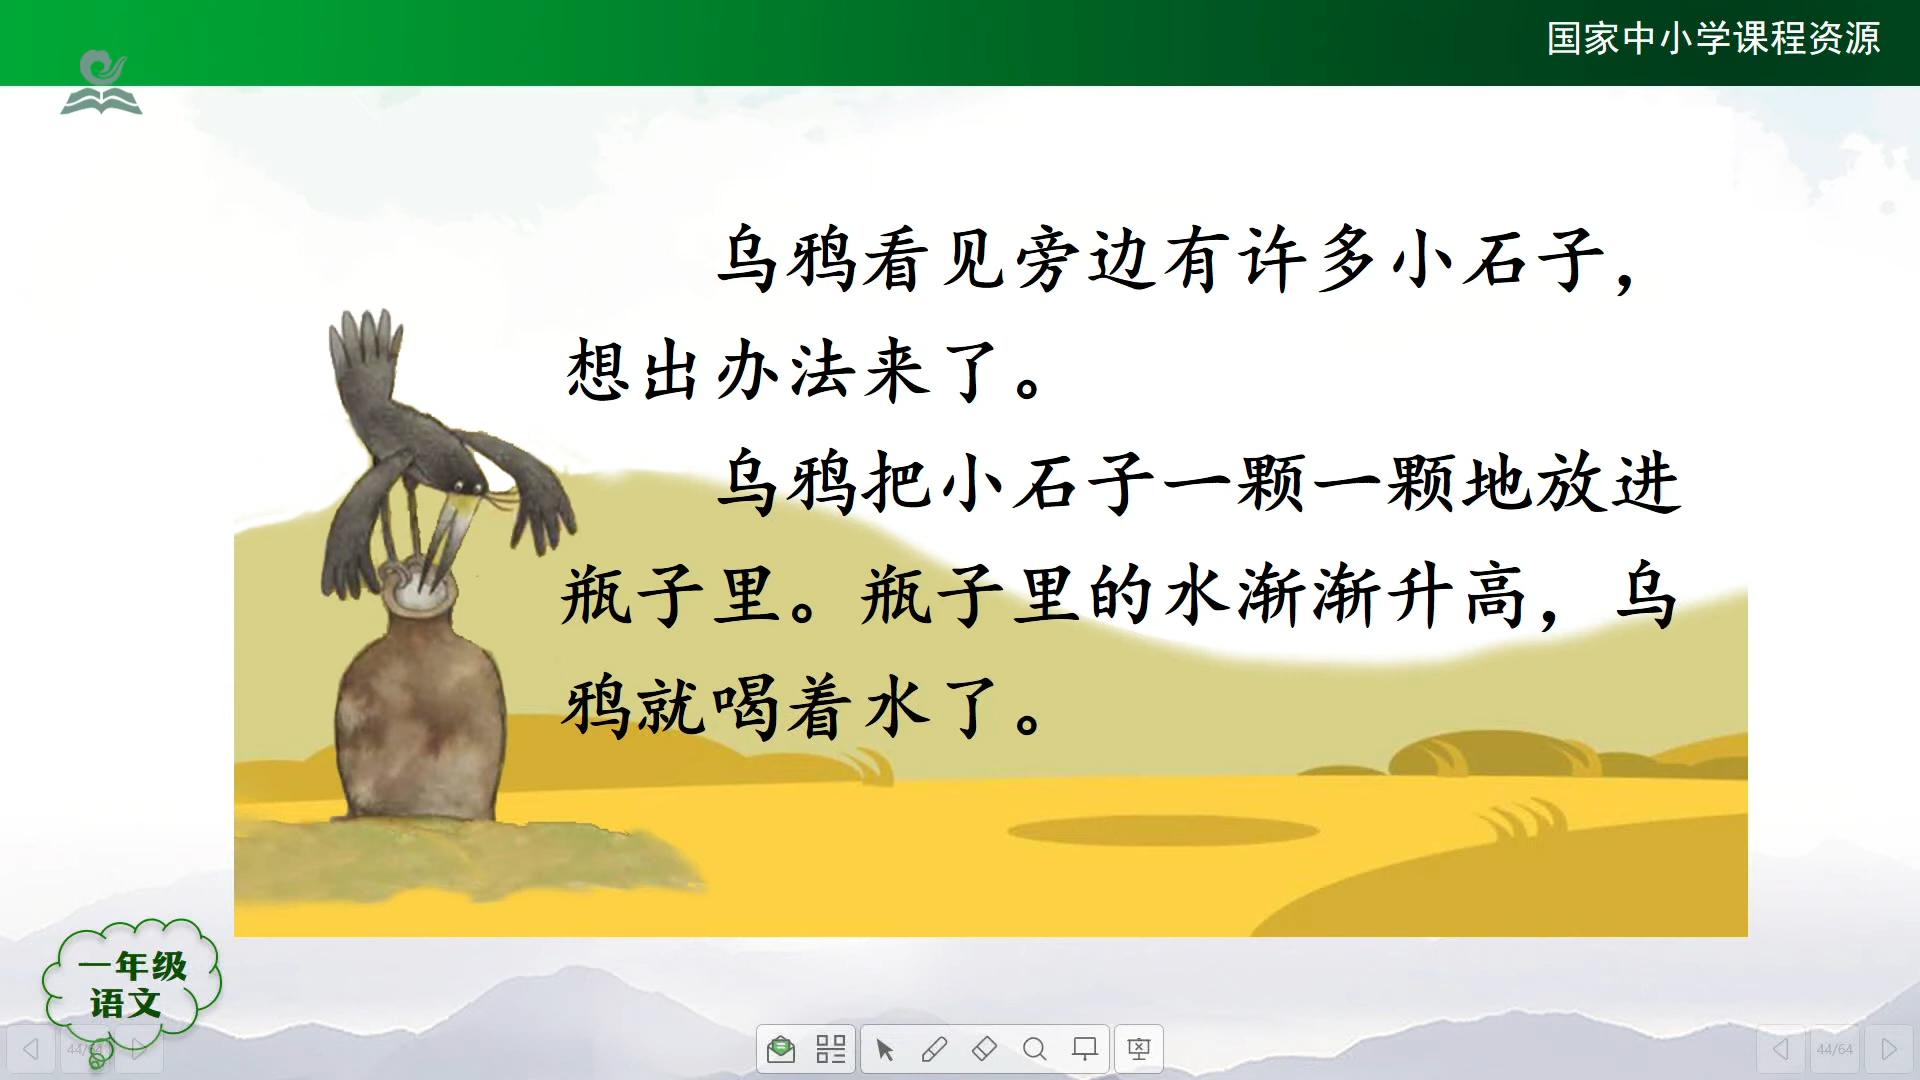 国家中小学课程资源
乌鸦看见旁边有许多小石子，
想出办法来了。
乌鸦把小石子一颗一颗地放进
瓶子里。瓶子里的水渐渐升高，乌
鸦就喝着水了。
一年级
语文
44/64
44/64